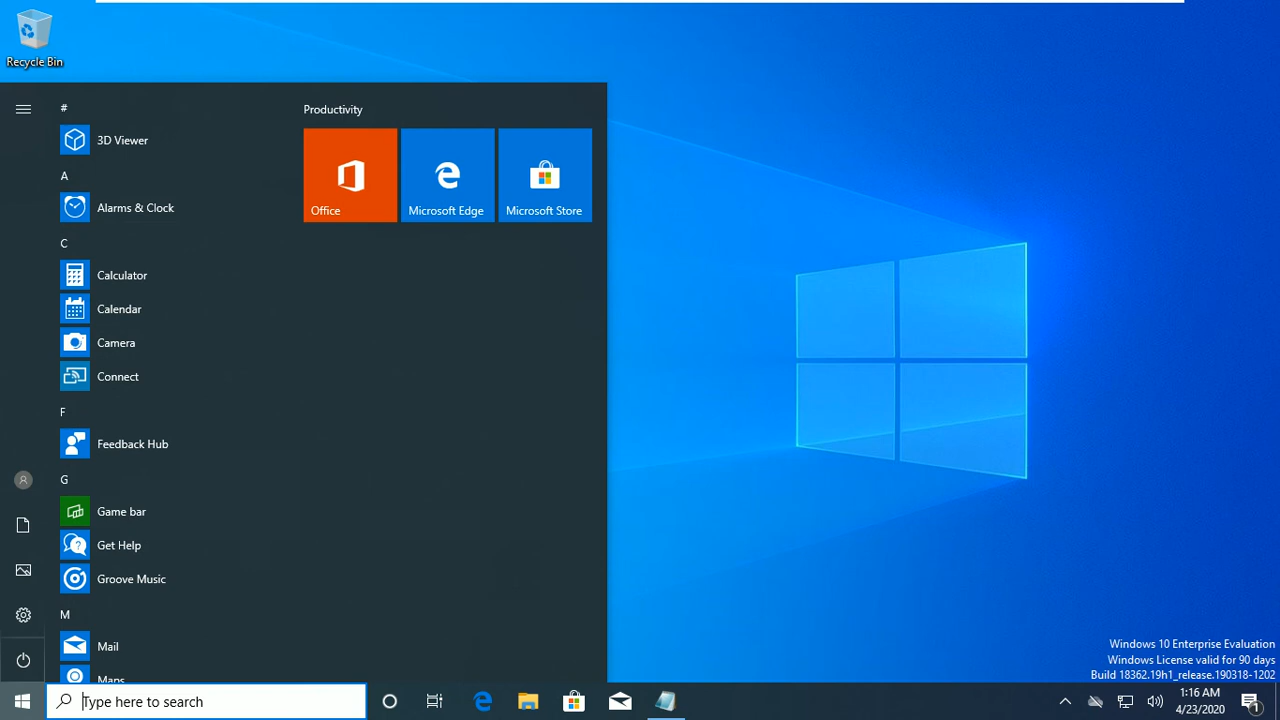 Recycle Bin
#
3D Viewer
A
Alarms & Clock
C
Calculator
Calendar
Camera
Connect
F
Feedback Hub
G
Game bar
Get Help
Groove Music
M
Mail
Maps
Productivity
Office
Microsoft Edge
Microsoft Store
Windows 10 Enterprise Evaluation
Windows License valid for 90 days
Build 18362.19h1_release.190318-1202
Type here to search
1:16 AM
4/23/2020
1